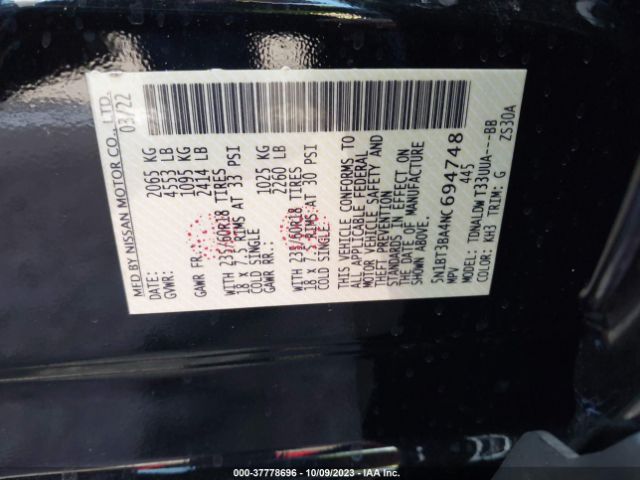 MFD BY NISSAN MOTOR CO., LTD.
DATE: 03/22
GVWR: 2065 KG
4553 LB
GAWR FR.: 1095 KG
2414 LB
WITH 235/60R18 TIRES
18 x 7. RIMS AT 33 PSI
COLD SINGLE
GAWR RR.: 1025 KG
2260 LB
WITH 235/60R18 TIRES
18 x 7. RIMS AT 30 PSI
COLD SINGLE
THIS VEHICLE CONFORMS TO
ALL APPLICABLE FEDERAL
MOTOR VEHICLE SAFETY AND
THEFT PREVENTION
STANDARDS IN EFFECT ON
THE DATE OF MANUFACTURE
SHOWN ABOVE.
5N1BT3BA4NC694748
MPV 445
MODEL: TDNALDW T33UUA----BB
COLOR: KH3 TRIM: G ZS30A
© 37778696 | 10/09/2023 | IAA Inc.